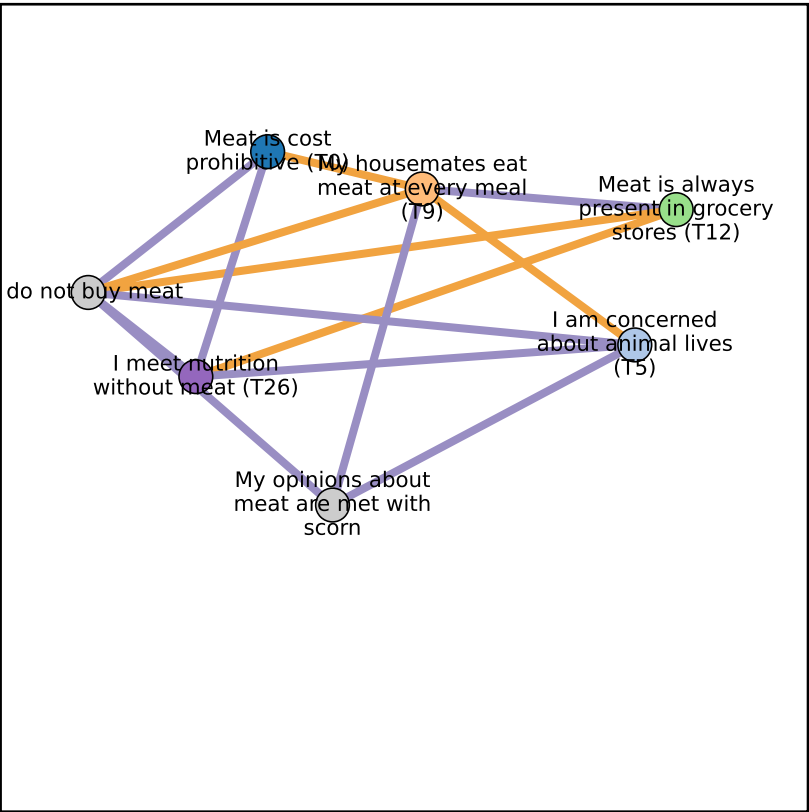 Meat is cost
prohibitive (T0)
My housemates eat
meat at every meal
(T9)
Meat is always
present in grocery
stores (T12)
do not buy meat
I am concerned
about animal lives
(T5)
I meet nutrition
without meat (T26)
My opinions about
meat are met with
scorn